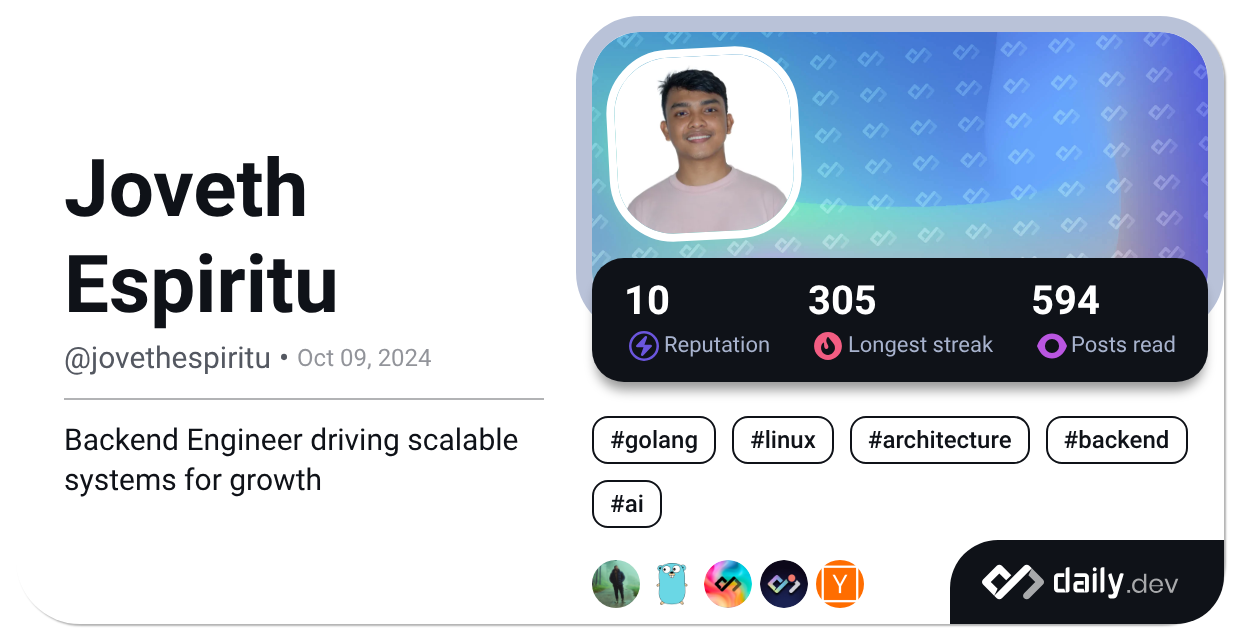 Joveth
Espiritu
@jovethespiritu • Oct 09, 2024
Backend Engineer driving scalable
systems for growth
10 305 594
Reputation Longest streak Posts read
#golang #linux #architecture #backend
#ai
Y
daily.dev